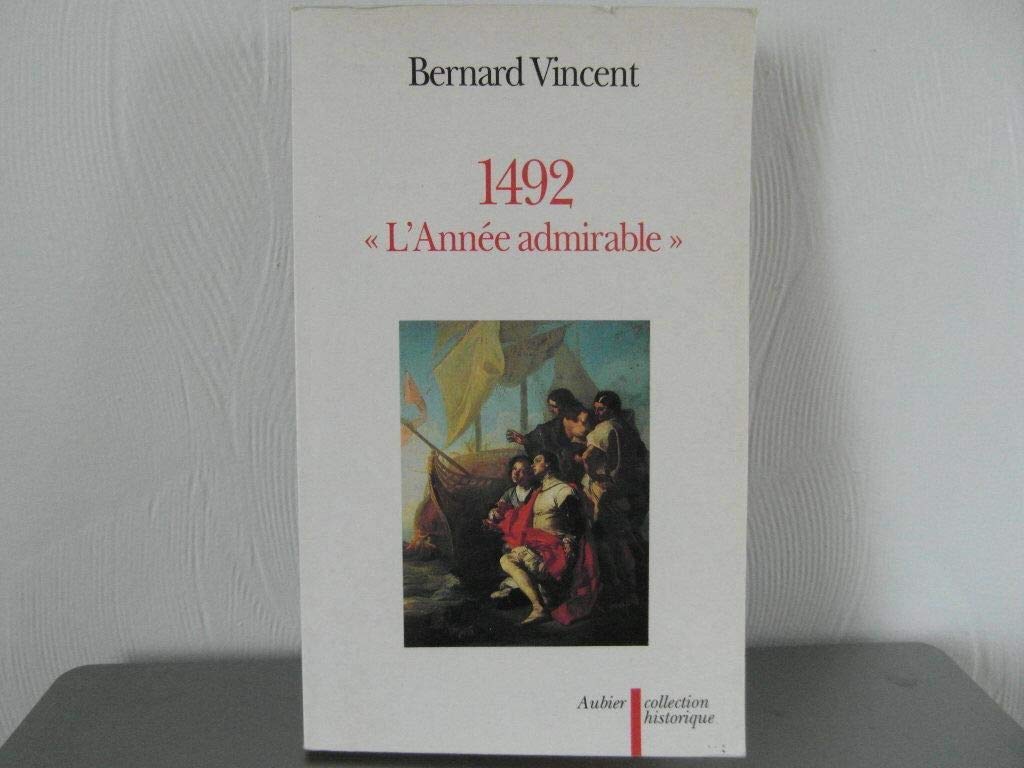 Bernard Vincent
1492
« L'Année admirable »
Aubier
collection
historique